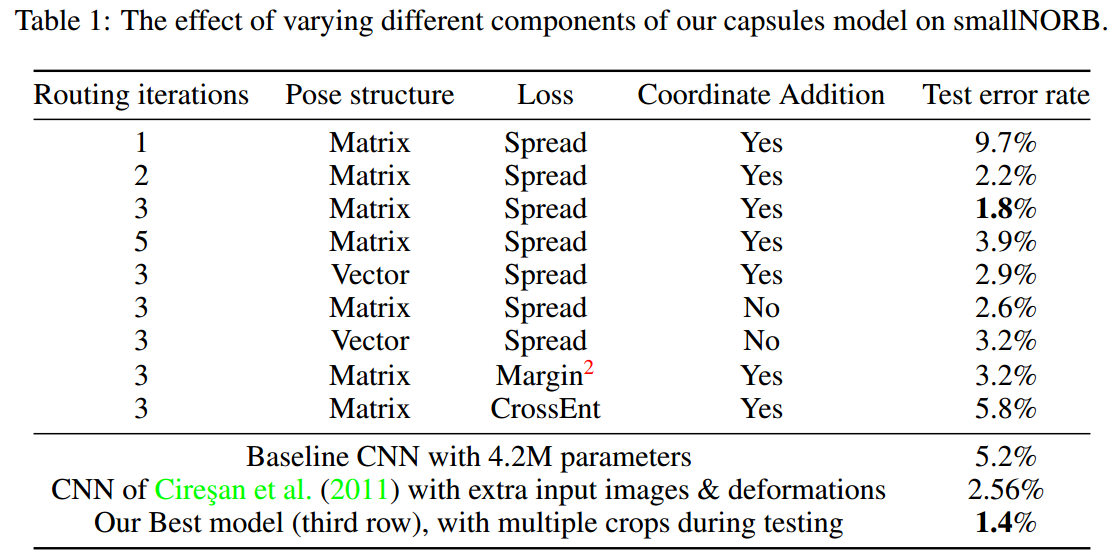 Table 1: The effect of varying different components of our capsules model on smallNORB.
Routing iterations Pose structure Loss Coordinate Addition Test error rate
1 Matrix Spread Yes 9.7%
2 Matrix Spread Yes 2.2%
3 Matrix Spread Yes 1.8%
5 Matrix Spread Yes 3.9%
3 Vector Spread Yes 2.9%
3 Matrix Spread No 2.6%
3 Vector Spread No 3.2%
3 Matrix Margin2 Yes 3.2%
3 Matrix CrossEnt Yes 5.8%
Baseline CNN with 4.2M parameters 5.2%
CNN of Cireşan et al. (2011) with extra input images & deformations 2.56%
Our Best model (third row), with multiple crops during testing 1.4%